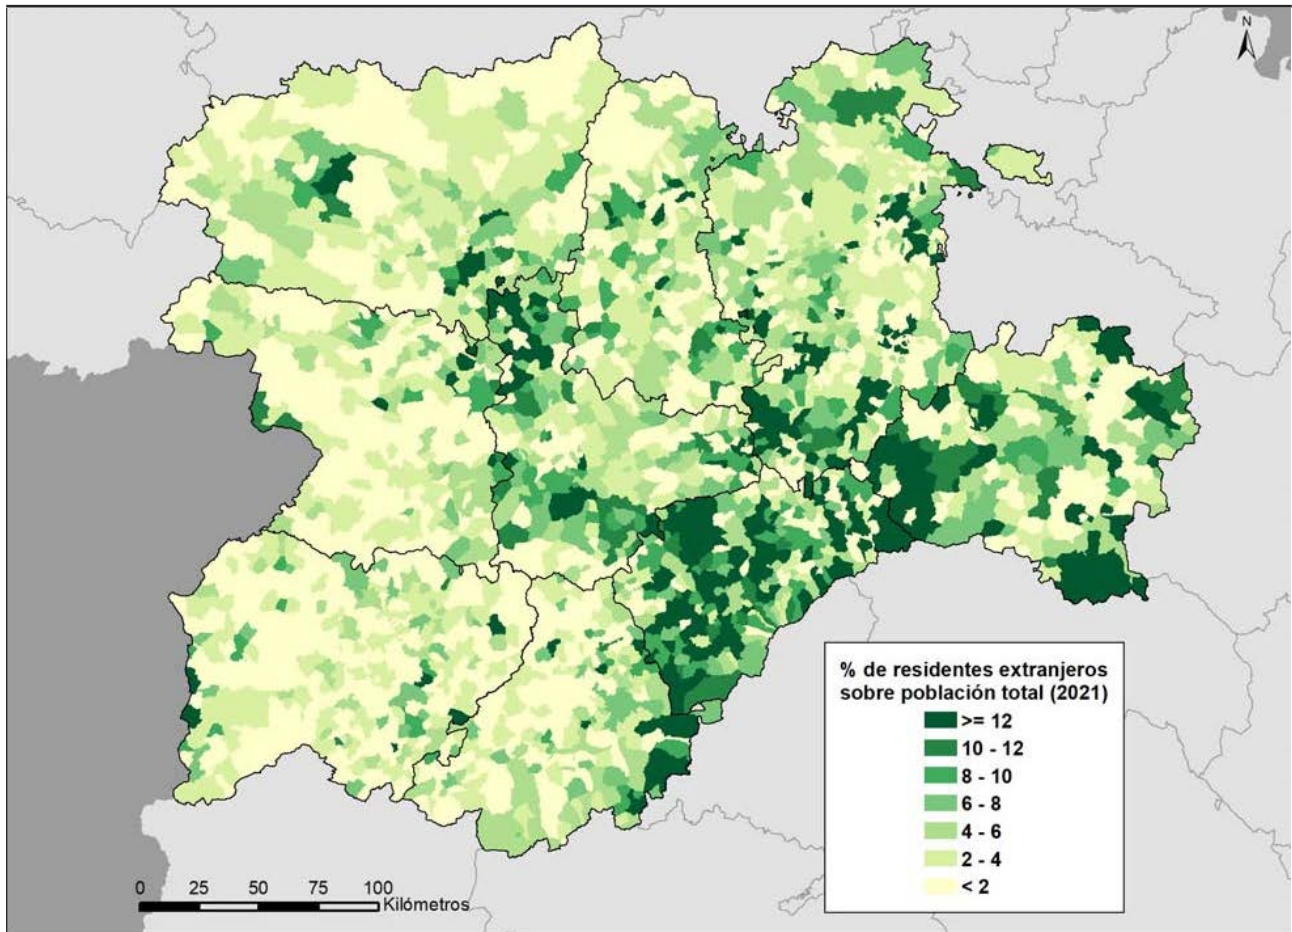 N
% de residentes extranjeros
sobre población total (2021)
>= 12
10 - 12
8 - 10
6 - 8
4 - 6
2 - 4
< 2
0 25 50 75 100
Kilómetros